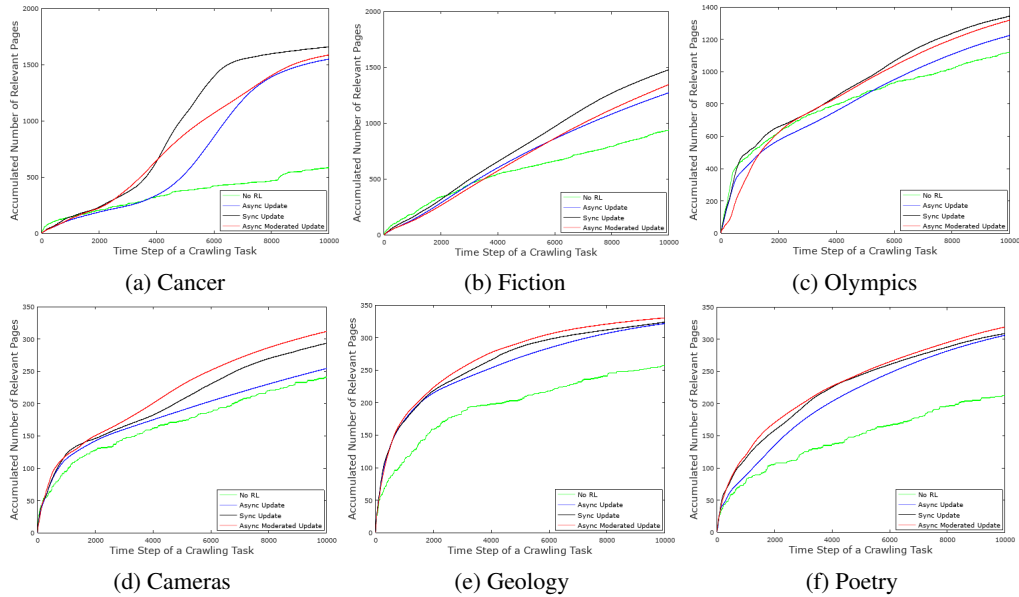 2000
1500
1000
500
0
0 2000 4000 6000 8000 10000
Accumulated Number of Relevant Pages
Time Step of a Crawling Task
No RL
Async Update
Sync Update
Async Moderated Update
(a) Cancer
2000
1500
1000
500
0
0 2000 4000 6000 8000 10000
Accumulated Number of Relevant Pages
Time Step of a Crawling Task
No RL
Async Update
Sync Update
Async Moderated Update
(b) Fiction
1400
1200
1000
800
600
400
200
0
0 2000 4000 6000 8000 10000
Accumulated Number of Relevant Pages
Time Step of a Crawling Task
No RL
Async Update
Sync Update
Async Moderated Update
(c) Olympics
350
300
250
200
150
100
50
0
0 2000 4000 6000 8000 10000
Accumulated Number of Relevant Pages
Time Step of a Crawling Task
No RL
Async Update
Sync Update
Async Moderated Update
(d) Cameras
350
300
250
200
150
100
50
0
0 2000 4000 6000 8000 10000
Accumulated Number of Relevant Pages
Time Step of a Crawling Task
No RL
Async Update
Sync Update
Async Moderated Update
(e) Geology
350
300
250
200
150
100
50
0
0 2000 4000 6000 8000 10000
Accumulated Number of Relevant Pages
Time Step of a Crawling Task
No RL
Async Update
Sync Update
Async Moderated Update
(f) Poetry